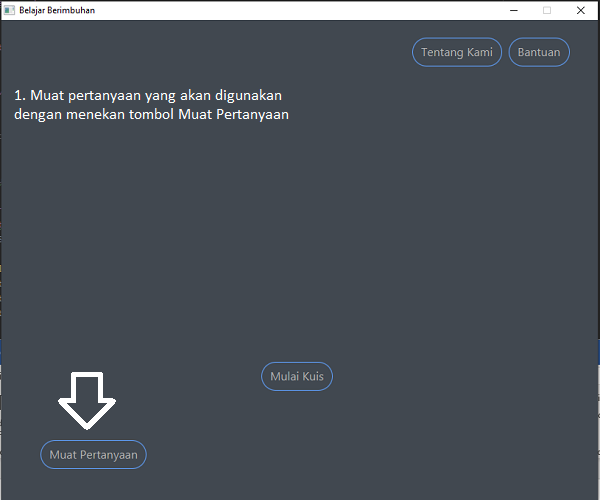 Belajar Berimbuhan
Tentang Kami
Bantuan
1. Muat pertanyaan yang akan digunakan
dengan menekan tombol Muat Pertanyaan
Mulai Kuis
Muat Pertanyaan